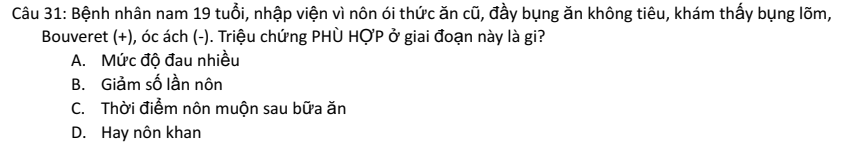 Câu 31: Bệnh nhân nam 19 tuổi, nhập viện vì nôn ói thức ăn cũ, đầy bụng ăn không tiêu, khám thấy bụng lõm,
Bouveret (+), óc ách (-). Triệu chứng PHÙ HỢP ở giai đoạn này là gi?
A. Mức độ đau nhiều
B. Giảm số lần nôn
C. Thời điểm nôn muộn sau bữa ăn
D. Hay nôn khan